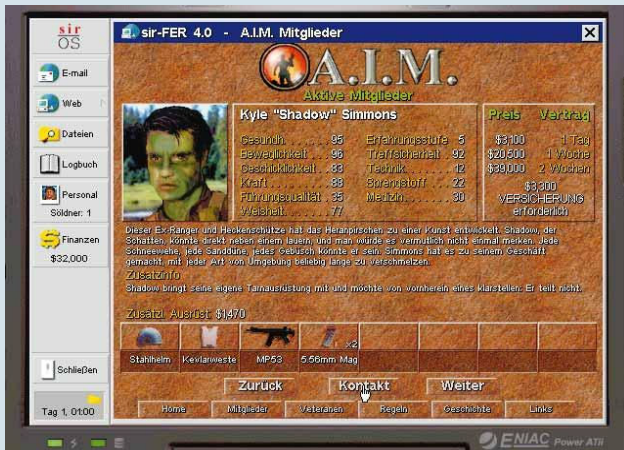 sir
OS
E-mail
Web
Dateien
Logbuch
Personal
Söldner: 1
Finanzen
$32,000
Schließen
Tag 1, 01:00
sir-FER 4.0 - A.I.M. Mitglieder
A.I.M.
Aktive Mitglieder
Kyle "Shadow" Simmons
Gesundh. 95 Erfahrungsstufe 5
Beweglichkeit 96 Treffsicherheit 92
Geschicklichkeit 83 Technik 12
Kraft 88 Sprengstoff 22
Führungsqualität 35 Medizin 30
Weisheit 77
Preis Vertrag
$3,100 1 Tag
$20,500 1 Woche
$39,000 2 Wochen
$3,300
VERSICHERUNG
erforderlich
Dieser Ex-Ranger und Heckenschütze hat das Heranpirschen zu einer Kunst entwickelt. Shadow, der
Schatten, könnte direkt neben einem lauern, und man würde es vermutlich nicht einmal merken. Jede
Schneewehe, jede Sanddüne, jedes Gebüsch könnte er sein. Simmons hat es zu seinem Geschäft
gemacht, mit jeder Art von Umgebung beliebig lange zu verschmelzen.
Zusatzinfo
Shadow bringt seine eigene Tarnausrüstung mit und möchte von vornherein eines klarstellen: Er teilt nicht.
Zusätzl. Ausrüst. $1,470
x2
Stahlhelm Kevlarweste MP53 5.56mm Mag
Zurück Kontakt Weiter
Home Mitglieder Veteranen Regeln Geschichte Links
ENIAC Power ATII